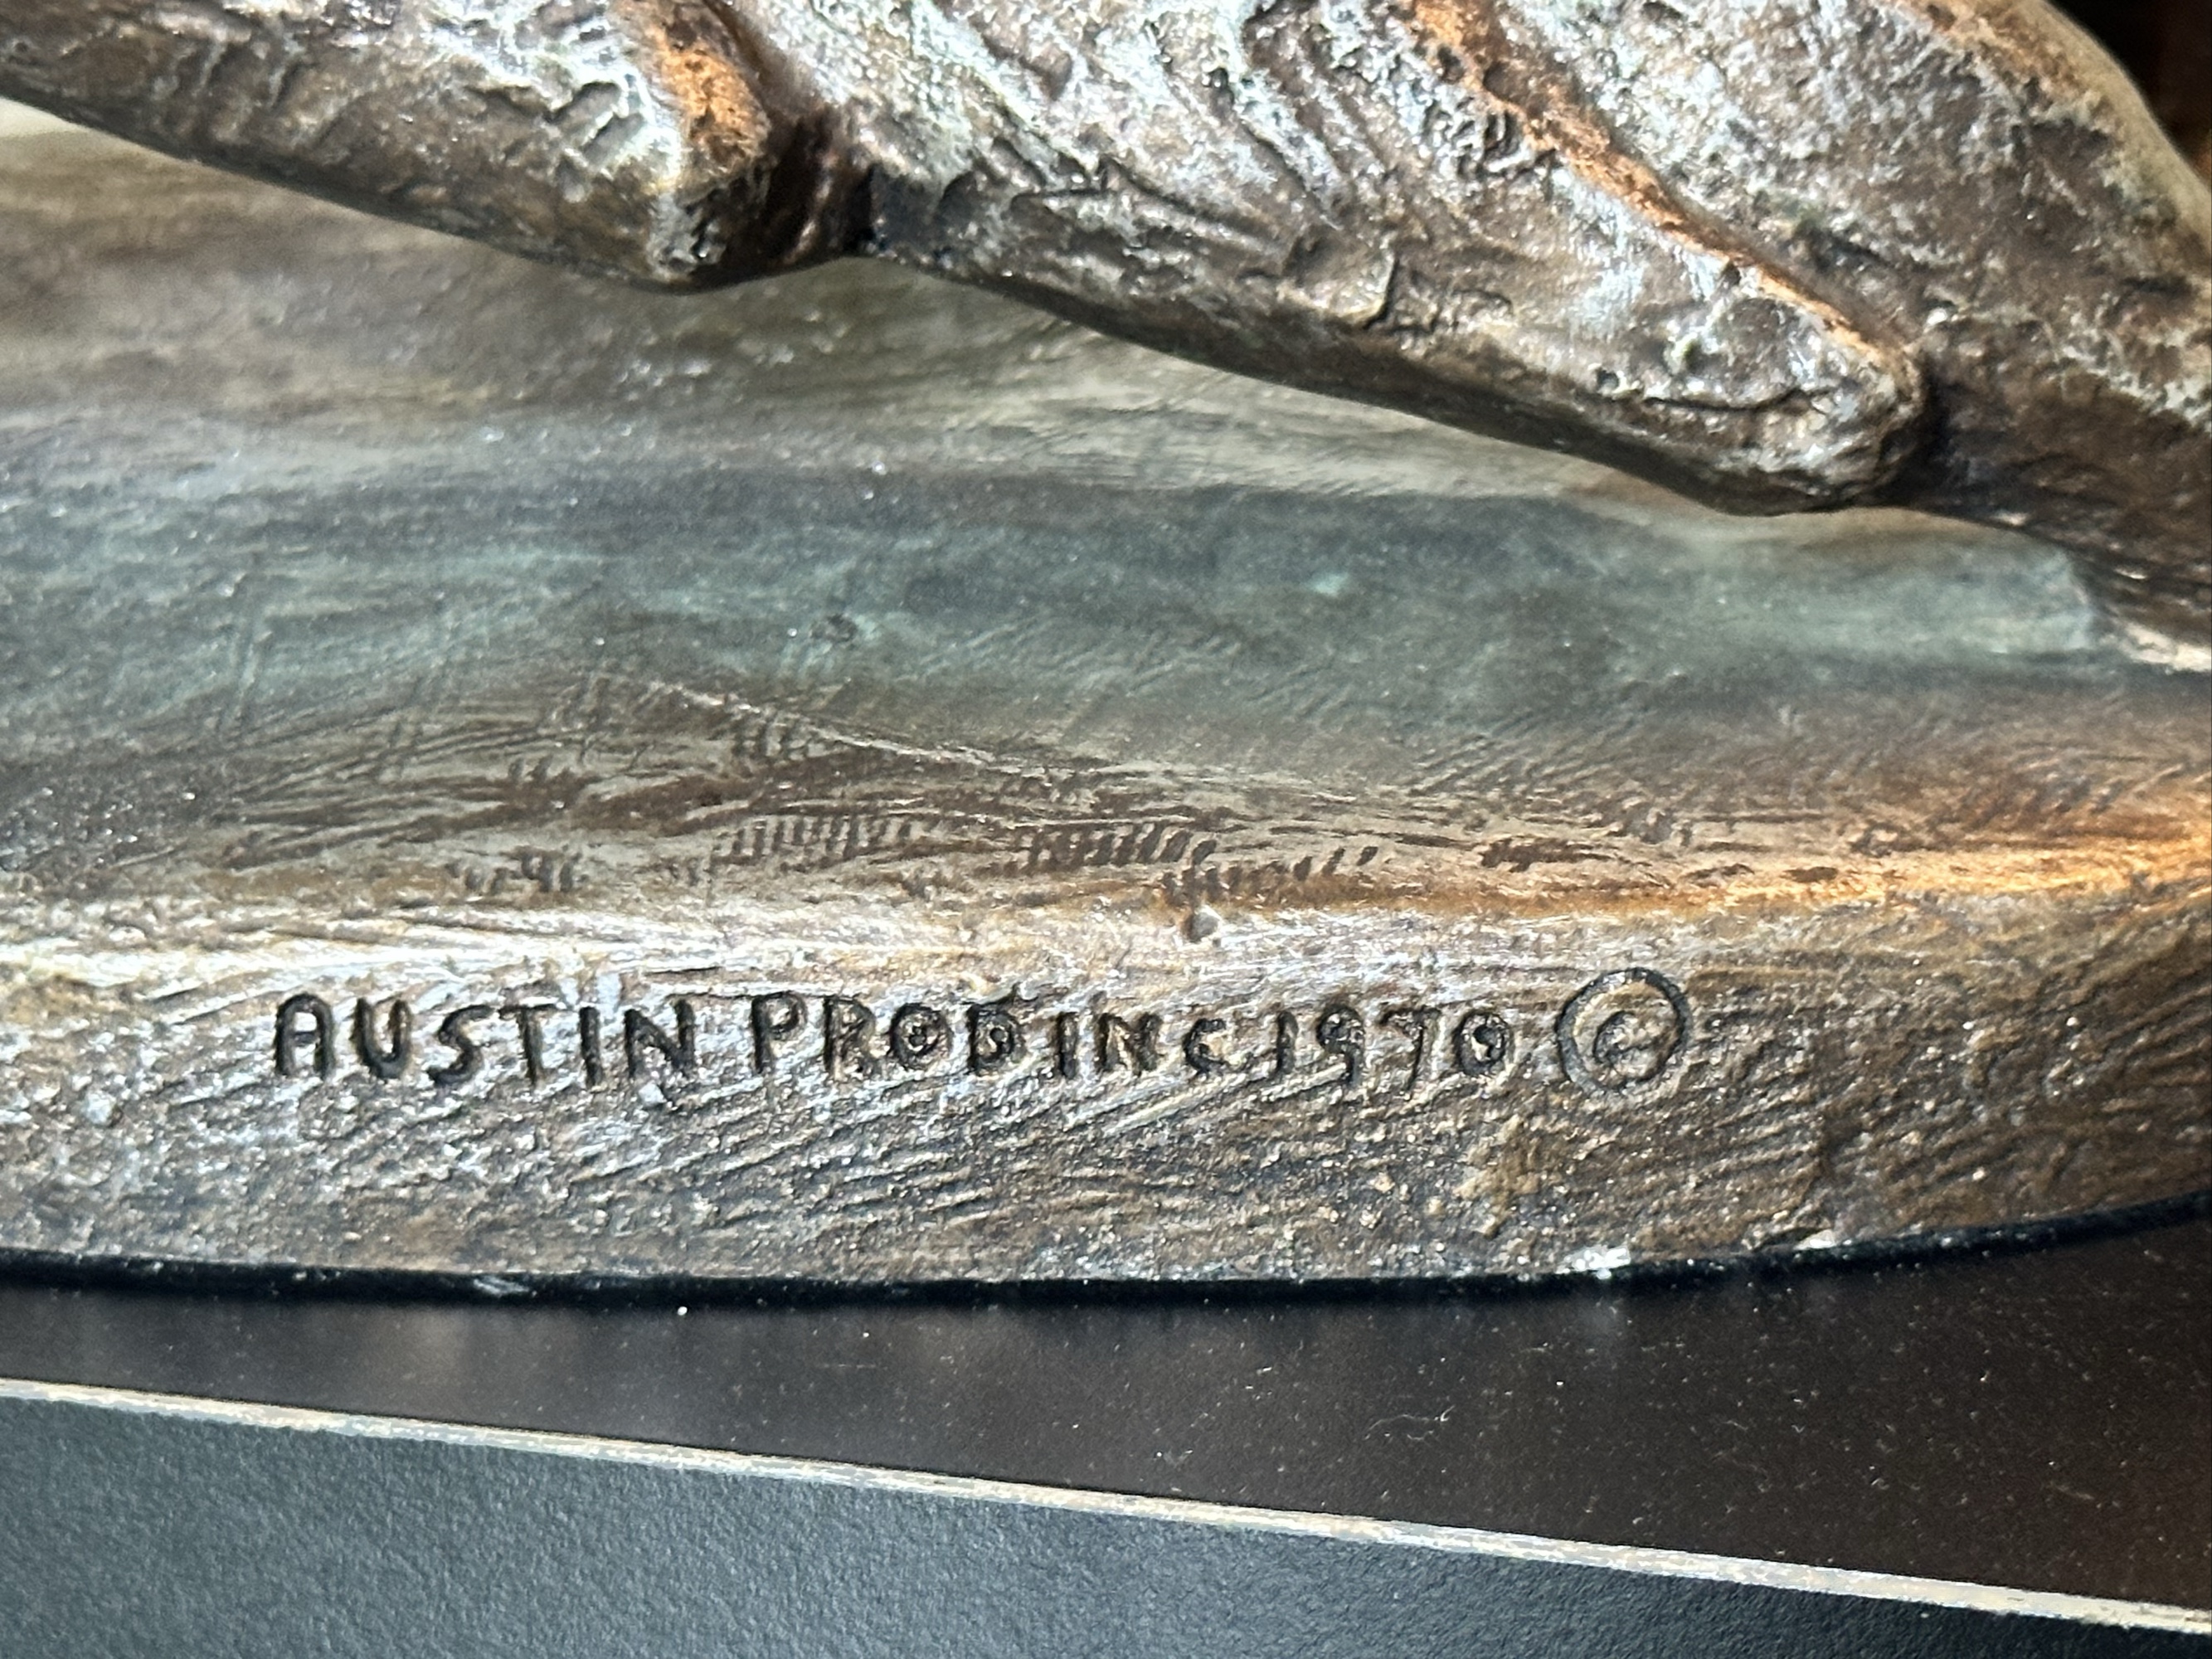 AUSTIN PROD INC 1970 ©